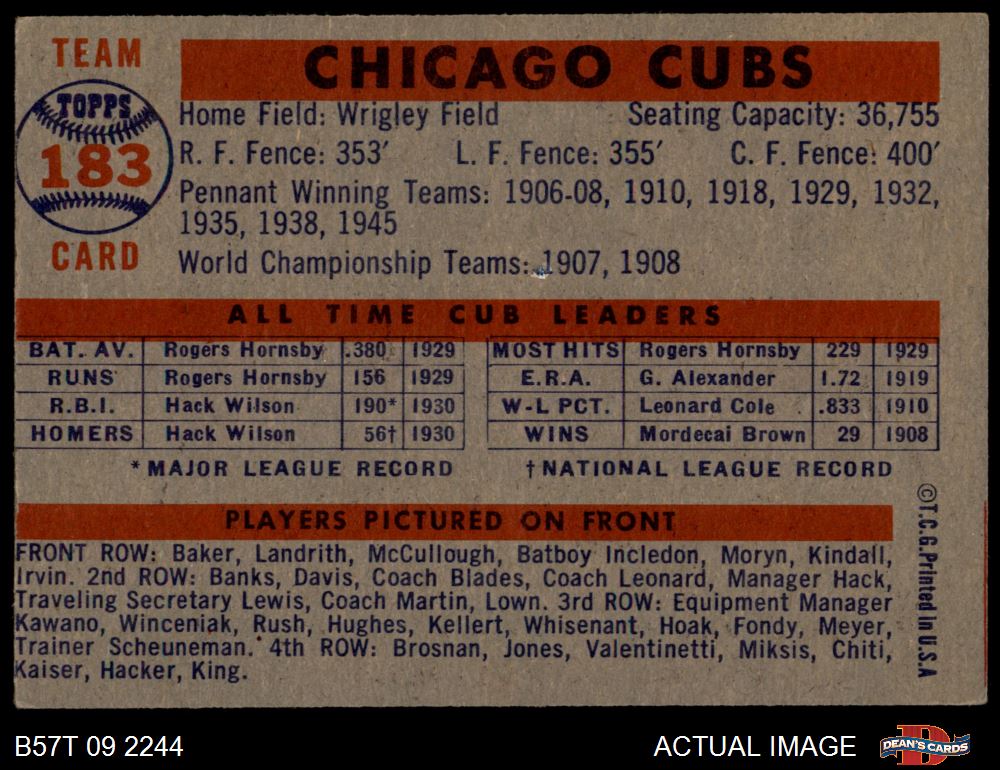 TEAM
TOPPS
183
CARD
CHICAGO CUBS
Home Field: Wrigley Field Seating Capacity: 36,755
R. F. Fence: 353′ L. F. Fence: 355′ C. F. Fence: 400′
Pennant Winning Teams: 1906-08, 1910, 1918, 1929, 1932,
1935, 1938, 1945
World Championship Teams: 1907, 1908
ALL TIME CUB LEADERS
BAT. AV. Rogers Hornsby .380 1929 MOST HITS Rogers Hornsby 229 1929
RUNS Rogers Hornsby 156 1929 E.R.A. G. Alexander 1.72 1919
R.B.I. Hack Wilson 190* 1930 W-L PCT. Leonard Cole .833 1910
HOMERS Hack Wilson 56† 1930 WINS Mordecai Brown 29 1908
*MAJOR LEAGUE RECORD †NATIONAL LEAGUE RECORD
PLAYERS PICTURED ON FRONT
FRONT ROW: Baker, Landrith, McCullough, Batboy Incledon, Moryn, Kindall,
Irvin. 2nd ROW: Banks, Davis, Coach Blades, Coach Leonard, Manager Hack,
Traveling Secretary Lewis, Coach Martin, Lown. 3rd ROW: Equipment Manager
Kawano, Winceniak, Rush, Hughes, Kellert, Whisenant, Hoak, Fondy, Meyer,
Trainer Scheuneman. 4th ROW: Brosnan, Jones, Valentinetti, Miksis, Chiti,
Kaiser, Hacker, King.
©T.C.G. Printed in U.S.A
B57T 09 2244
ACTUAL IMAGE
D
DEAN'S CARDS